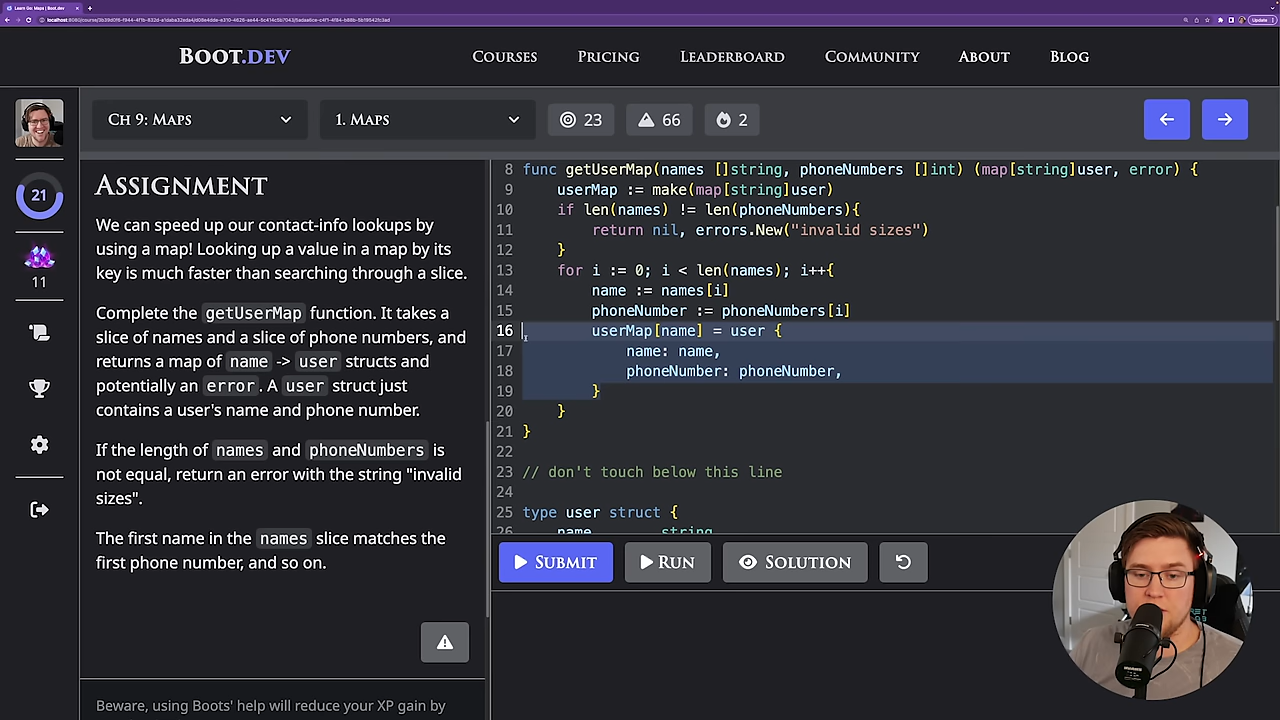 Learn Go: Maps | Boot.dev
Update
BOOT.DEV
COURSES
PRICING
LEADERBOARD
COMMUNITY
ABOUT
BLOG
CH 9: MAPS
1. MAPS
23
66
2
21
11
ASSIGNMENT
We can speed up our contact-info lookups by
using a map! Looking up a value in a map by its
key is much faster than searching through a slice.
Complete the getUserMap function. It takes a
slice of names and a slice of phone numbers, and
returns a map of name -> user structs and
potentially an error. A user struct just
contains a user's name and phone number.
If the length of names and phoneNumbers is
not equal, return an error with the string "invalid
sizes".
The first name in the names slice matches the
first phone number, and so on.
Beware, using Boots' help will reduce your XP gain by
8 func getUserMap(names []string, phoneNumbers []int) (map[string]user, error) {
9 userMap := make(map[string]user)
10 if len(names) != len(phoneNumbers){
11 return nil, errors.New("invalid sizes")
12 }
13 for i := 0; i < len(names); i++{
14 name := names[i]
15 phoneNumber := phoneNumbers[i]
16 userMap[name] = user {
17 name: name,
18 phoneNumber: phoneNumber,
19 }
20 }
21 }
22
23 // don't touch below this line
24
25 type user struct {
26 name string
SUBMIT
RUN
SOLUTION